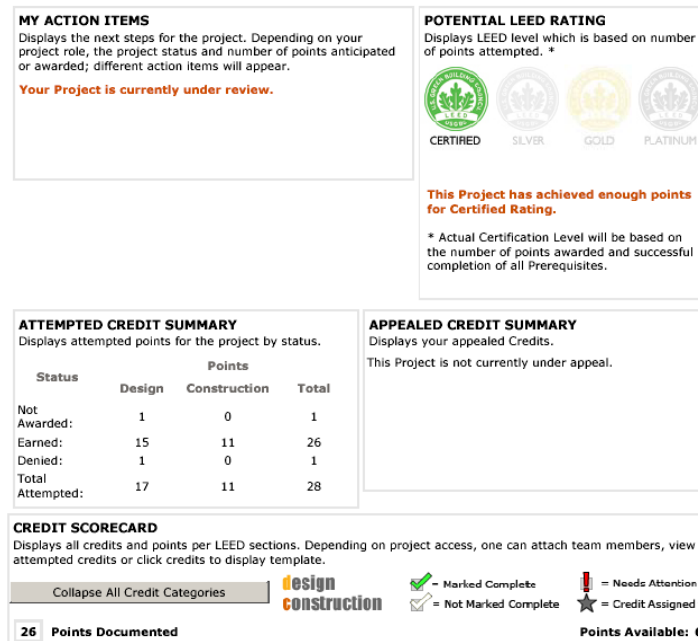 MY ACTION ITEMS
Displays the next steps for the project. Depending on your
project role, the project status and number of points anticipated
or awarded; different action items will appear.
Your Project is currently under review.
POTENTIAL LEED RATING
Displays LEED level which is based on number
of points attempted. *
CERTIFIED SILVER GOLD PLATINUM
This Project has achieved enough points
for Certified Rating.
* Actual Certification Level will be based on
the number of points awarded and successful
completion of all Prerequisites.
ATTEMPTED CREDIT SUMMARY
Displays attempted points for the project by status.
Points
Status
Design Construction Total
Not
Awarded: 1 0 1
Earned: 15 11 26
Denied: 1 0 1
Total
Attempted: 17 11 28
APPEALED CREDIT SUMMARY
Displays your appealed Credits.
This Project is not currently under appeal.
CREDIT SCORECARD
Displays all credits and points per LEED sections. Depending on project access, one can attach team members, view
attempted credits or click credits to display template.
Collapse All Credit Categories
design
construction
= Marked Complete
= Not Marked Complete
= Needs Attention
= Credit Assigned
26 Points Documented
Points Available: